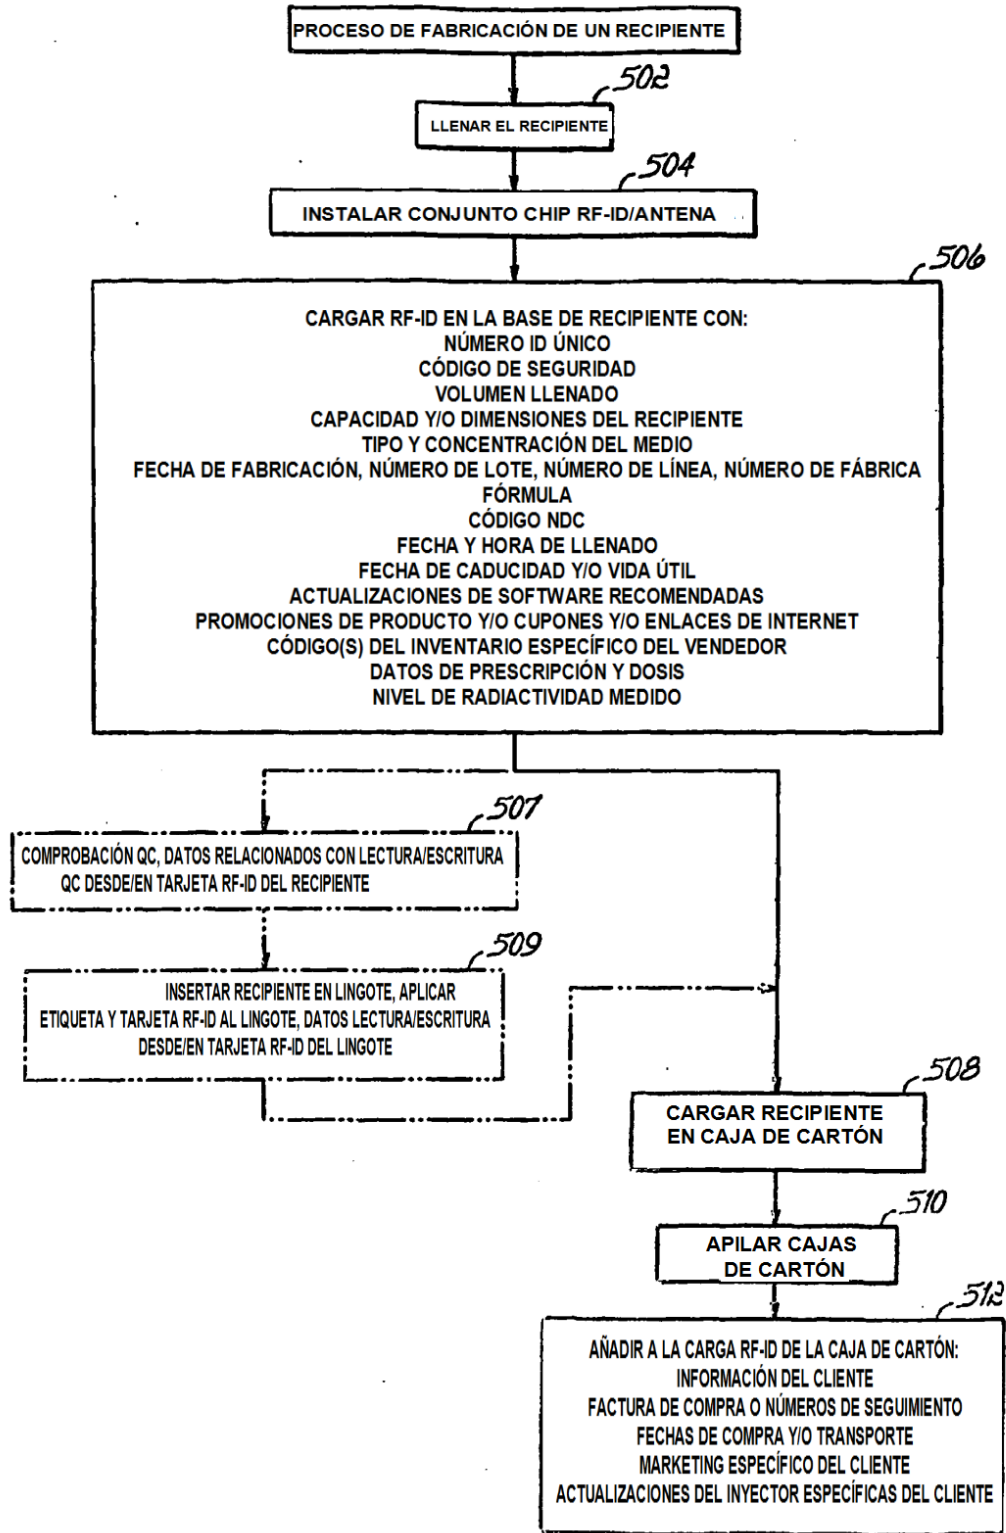 PROCESO DE FABRICACIÓN DE UN RECIPIENTE
502
LLENAR EL RECIPIENTE
504
INSTALAR CONJUNTO CHIP RF-ID/ANTENA
506
CARGAR RF-ID EN LA BASE DE RECIPIENTE CON:
NÚMERO ID ÚNICO
CÓDIGO DE SEGURIDAD
VOLUMEN LLENADO
CAPACIDAD Y/O DIMENSIONES DEL RECIPIENTE
TIPO Y CONCENTRACIÓN DEL MEDIO
FECHA DE FABRICACIÓN, NÚMERO DE LOTE, NÚMERO DE LÍNEA, NÚMERO DE FÁBRICA
FÓRMULA
CÓDIGO NDC
FECHA Y HORA DE LLENADO
FECHA DE CADUCIDAD Y/O VIDA ÚTIL
ACTUALIZACIONES DE SOFTWARE RECOMENDADAS
PROMOCIONES DE PRODUCTO Y/O CUPONES Y/O ENLACES DE INTERNET
CÓDIGO(S) DEL INVENTARIO ESPECÍFICO DEL VENDEDOR
DATOS DE PRESCRIPCIÓN Y DOSIS
NIVEL DE RADIACTIVIDAD MEDIDO
507
COMPROBACIÓN QC, DATOS RELACIONADOS CON LECTURA/ESCRITURA
QC DESDE/EN TARJETA RF-ID DEL RECIPIENTE
509
INSERTAR RECIPIENTE EN LINGOTE, APLICAR
ETIQUETA Y TARJETA RF-ID AL LINGOTE, DATOS LECTURA/ESCRITURA
DESDE/EN TARJETA RF-ID DEL LINGOTE
508
CARGAR RECIPIENTE
EN CAJA DE CARTÓN
510
APILAR CAJAS
DE CARTÓN
512
AÑADIR A LA CARGA RF-ID DE LA CAJA DE CARTÓN:
INFORMACIÓN DEL CLIENTE
FACTURA DE COMPRA O NÚMEROS DE SEGUIMIENTO
FECHAS DE COMPRA Y/O TRANSPORTE
MARKETING ESPECÍFICO DEL CLIENTE
ACTUALIZACIONES DEL INYECTOR ESPECÍFICAS DEL CLIENTE